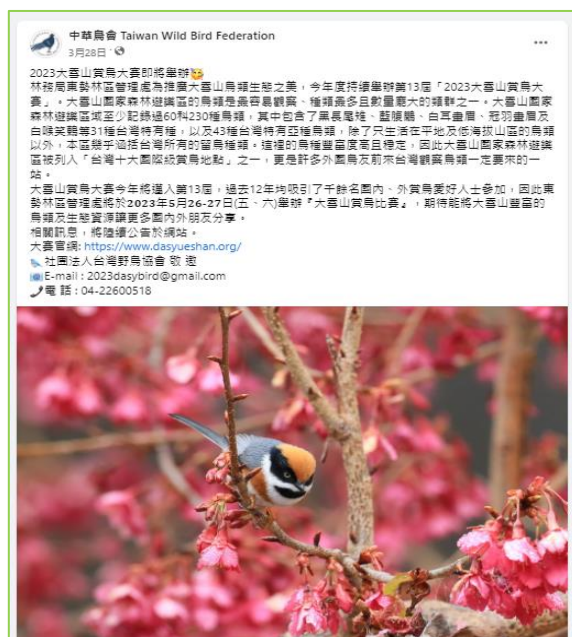 中華鳥會 Taiwan Wild Bird Federation
3月28日 ·
2023大雪山賞鳥大賽即將舉辦
林務局東勢林區管理處為推廣大雪山鳥類生態之美，今年度持續舉辦第13屆「2023大雪山賞鳥大
賽」。大雪山國家森林遊樂區的鳥類是最容易觀察、種類最多且數量龐大的類群之一。大雪山國家
森林遊樂區域至少記錄過60科230種鳥類，其中包含了黑長尾雉、藍腹鷴、白耳畫眉、冠羽畫眉及
白喉笑鶇等31種台灣特有種，以及43種台灣特有亞種鳥類，除了只生活在平地及低海拔山區的鳥類
以外，本區幾乎涵括台灣所有的留鳥種類。這裡的鳥種豐富度高且穩定，因此大雪山國家森林遊樂
區被列入「台灣十大國際級賞鳥地點」之一，更是許多外國鳥友前來台灣觀察鳥類一定要來的一
站。
大雪山賞鳥大賽今年將邁入第13屆，過去12年均吸引了千餘名國內、外賞鳥愛好人士參加，因此東
勢林區管理處將於2023年5月26-27日(五、六)舉辦『大雪山賞鳥比賽』，期待能將大雪山豐富的
鳥類及生態資源讓更多國內外朋友分享。
相關訊息，將陸續公告於網站。
大賽官網: https://www.dasyueshan.org/
社團法人台灣野鳥協會 敬 邀
E-mail : 2023dasybird@gmail.com
電 話 : 04-22600518